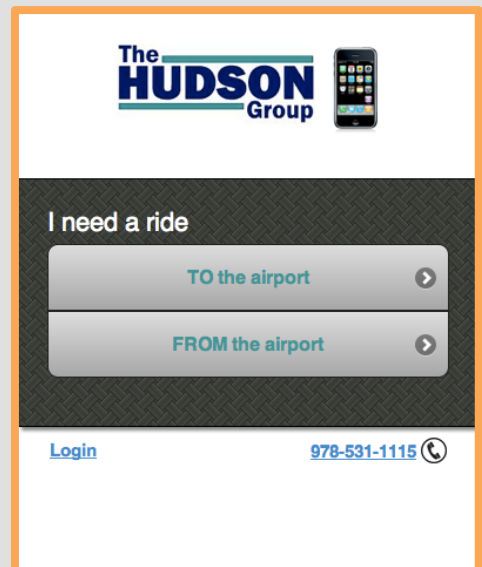 The
HUDSON
Group
I need a ride
TO the airport
FROM the airport
Login 978-531-1115